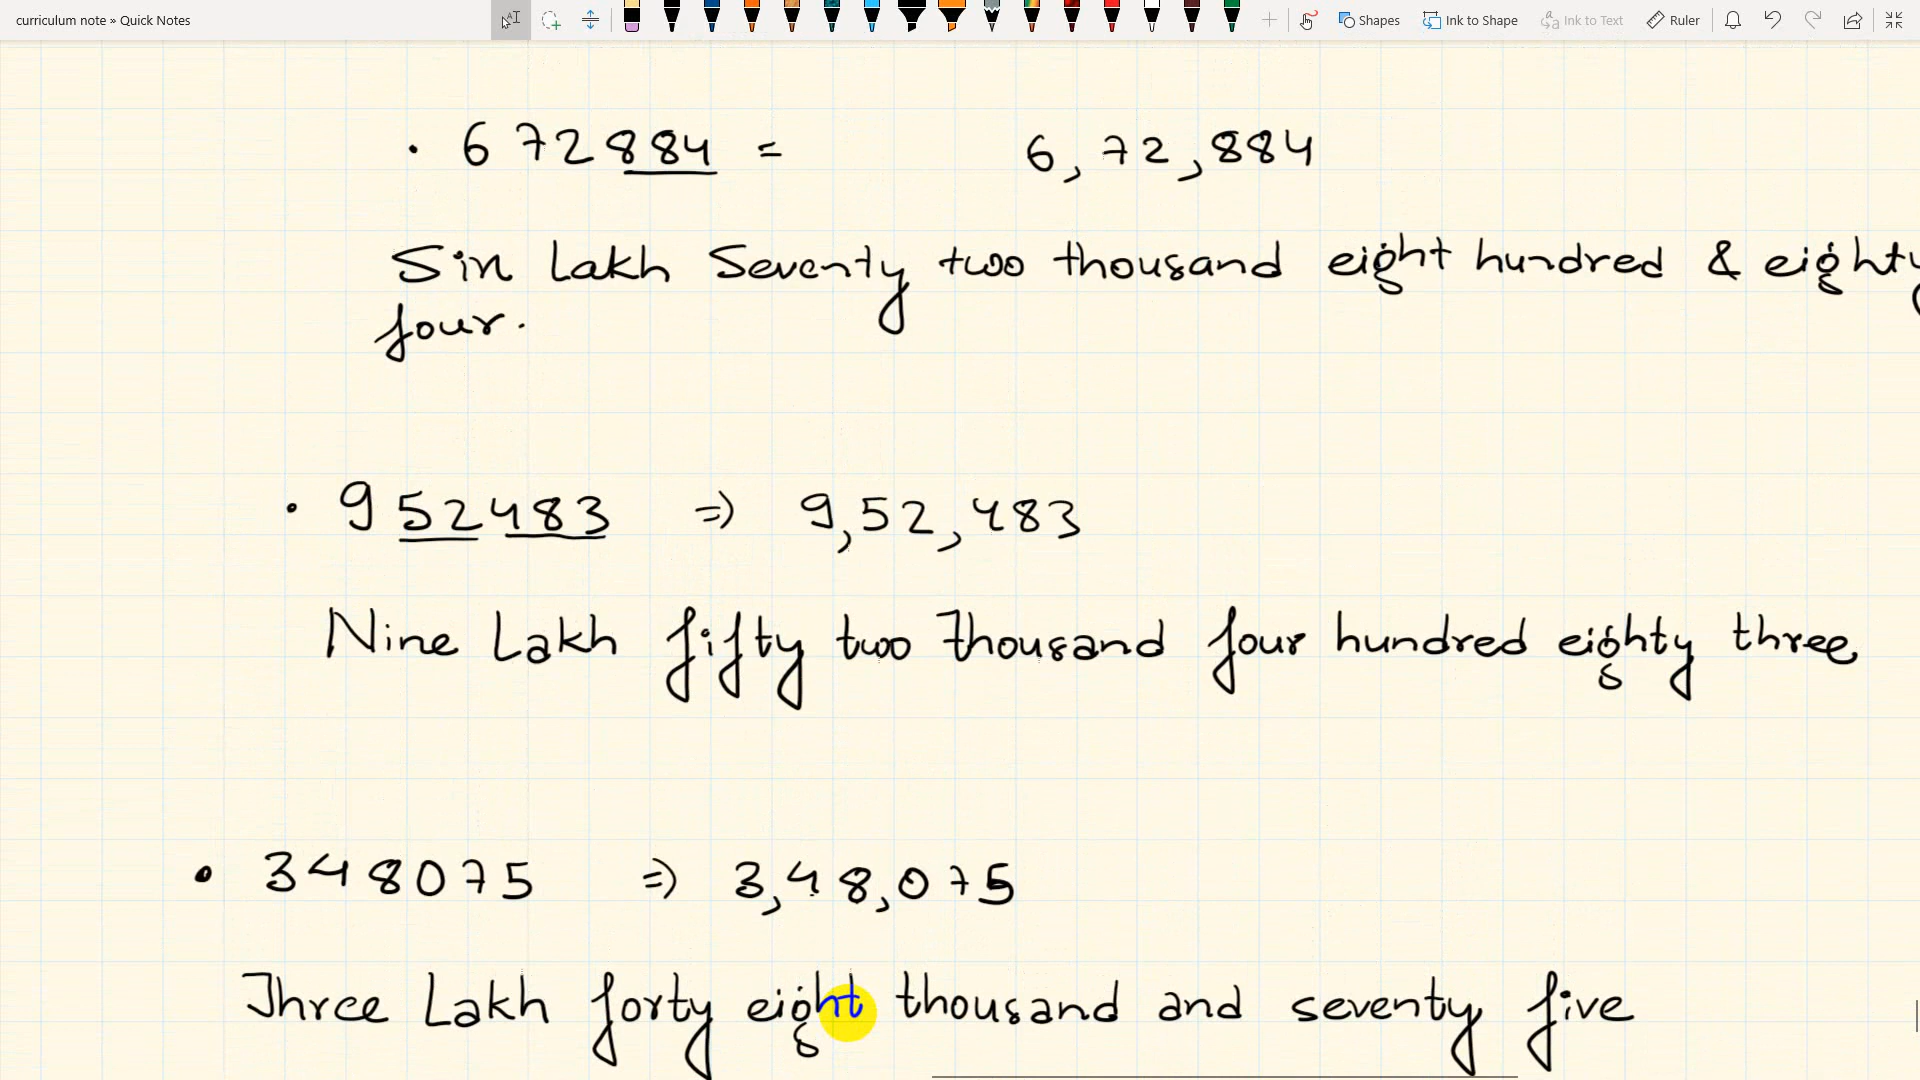 curriculum note » Quick Notes
Shapes Ink to Shape Ink to Text Ruler
· 672884 = 6,72,884
Sin Lakh Seventy two thousand eight hundred & eighty
four.
· 952483 ⇒ 9,52,483
Nine Lakh fifty two Thousand four hundred eighty three
· 348075 ⇒ 3,48,075
Three Lakh forty eight thousand and seventy five